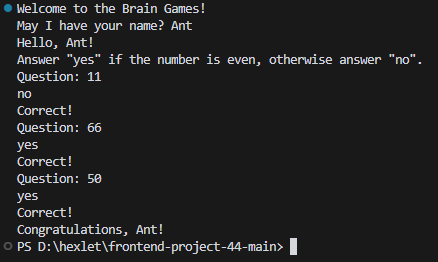 Welcome to the Brain Games!
May I have your name? Ant
Hello, Ant!
Answer "yes" if the number is even, otherwise answer "no".
Question: 11
no
Correct!
Question: 66
yes
Correct!
Question: 50
yes
Correct!
Congratulations, Ant!
PS D:\hexlet\frontend-project-44-main>